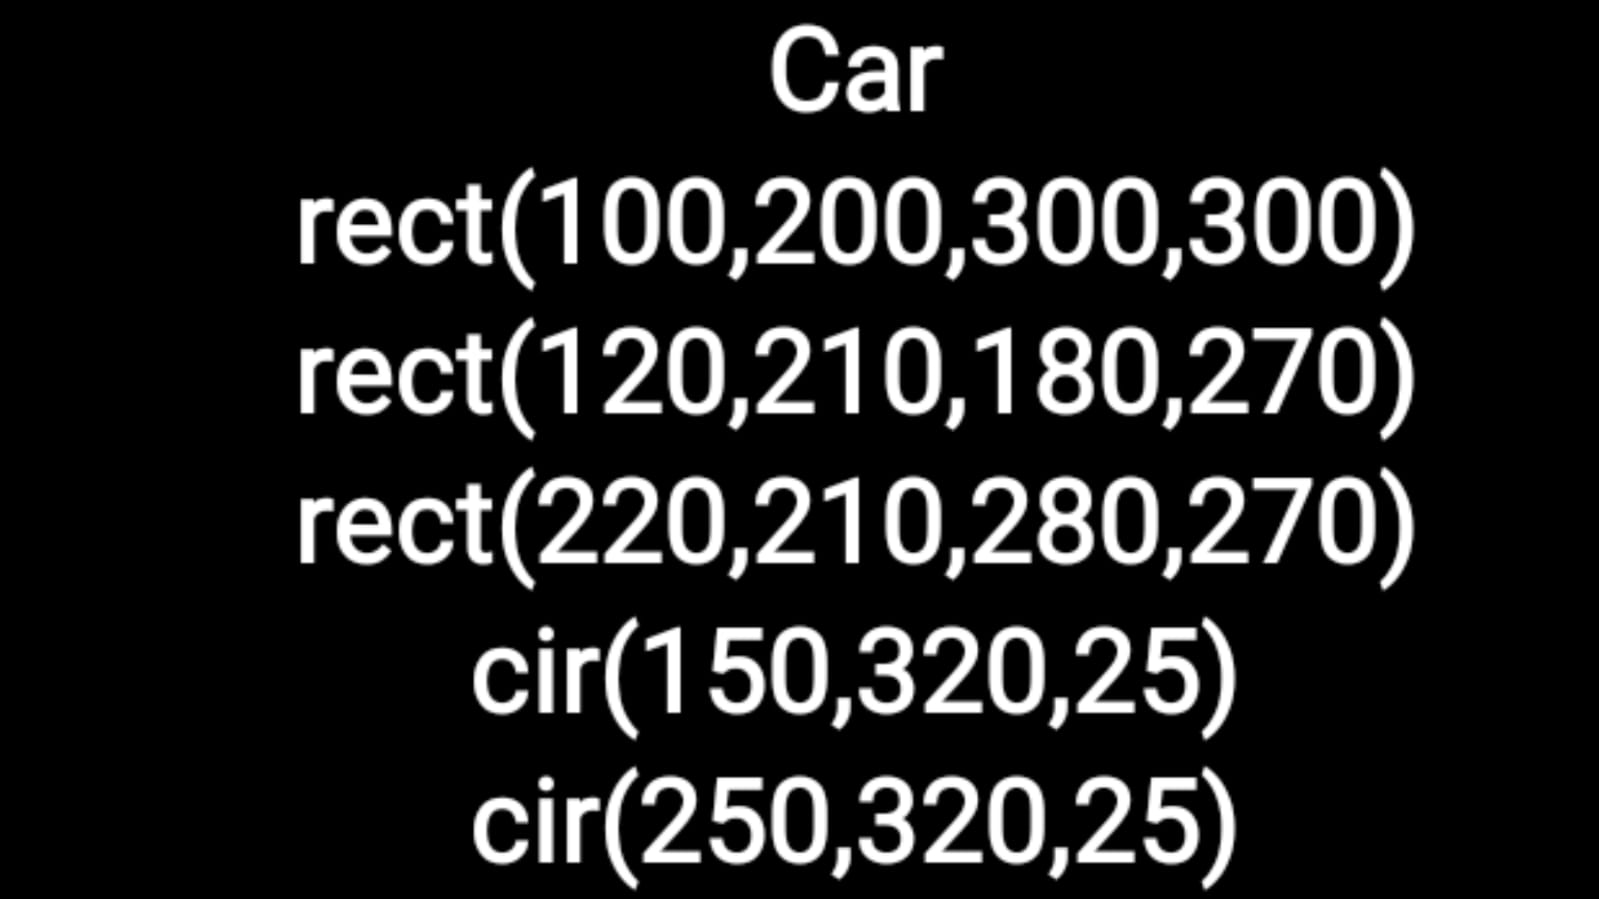 Car
rect(100,200,300,300)
rect(120,210,180,270)
rect(220,210,280,270)
cir(150,320,25)
cir(250,320,25)